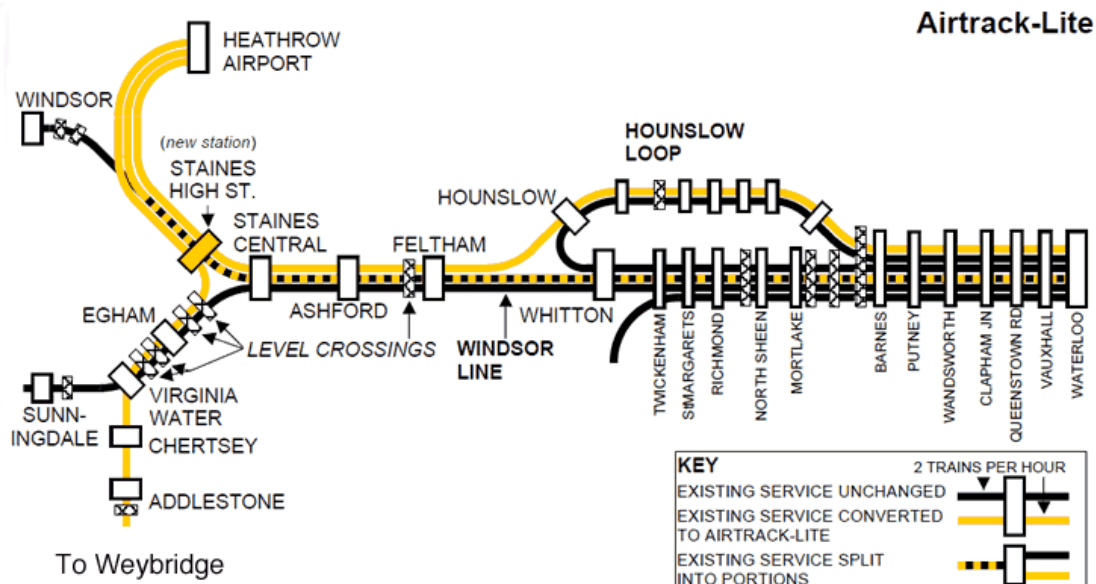 Airtrack-Lite
HEATHROW
AIRPORT
WINDSOR
(new station)
STAINES
HIGH ST.
STAINES
CENTRAL
HOUNSLOW
LOOP
HOUNSLOW
FELTHAM
ASHFORD
WHITTON
EGHAM
LEVEL CROSSINGS
WINDSOR
LINE
SUNN-
INGDALE
VIRGINIA
WATER
CHERTSEY
ADDLESTONE
To Weybridge
TWICKENHAM
StMARGARETS
RICHMOND
NORTH SHEEN
MORTLAKE
BARNES
PUTNEY
WANDSWORTH
CLAPHAM JN
QUEENSTOWN RD
VAUXHALL
WATERLOO
KEY
2 TRAINS PER HOUR
EXISTING SERVICE UNCHANGED
EXISTING SERVICE CONVERTED
TO AIRTRACK-LITE
EXISTING SERVICE SPLIT
INTO PORTIONS